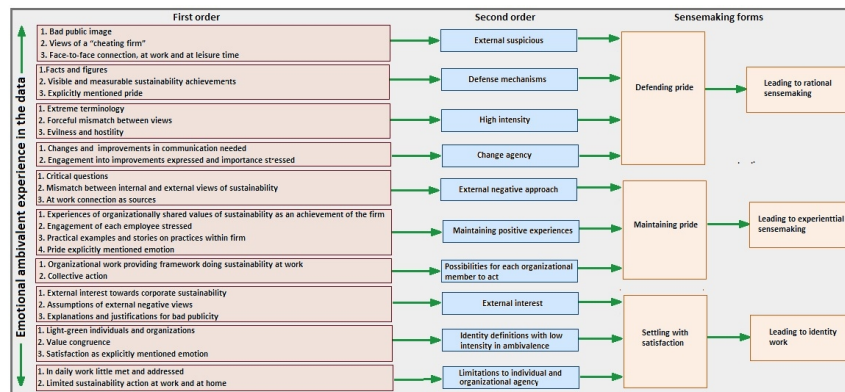 First order
Second order
Sensemaking forms
Emotional ambivalent experience in the data
1. Bad public image
2. Views of a "cheating firm"
3. Face-to-face connection, at work and at leisure time
External suspicious
1.Facts and figures
2. Visible and measurable sustainability achievements
3. Explicitly mentioned pride
Defense mechanisms
1. Extreme terminology
2. Forceful mismatch between views
3. Evilness and hostility
High intensity
1. Changes and improvements in communication needed
2. Engagement into improvements expressed and importance stressed
Change agency
Defending pride
Leading to rational
sensemaking
1. Critical questions
2. Mismatch between internal and external views of sustainability
3. At work connection as sources
External negative approach
1. Experiences of organizationally shared values of sustainability as an achievement of the firm
2. Engagement of each employee stressed
3. Practical examples and stories on practices within firm
4. Pride explicitly mentioned emotion
Maintaining positive experiences
1. Organizational work providing framework doing sustainability at work
2. Collective action
Possibilities for each organizational
member to act
Maintaining pride
Leading to experienttial
sensemaking
1. External interest towards corporate sustainability
2. Assumptions of external negative views
3. Explanations and justifications for bad publicity
External interest
1. Light-green individuals and organizations
2. Value congruence
3. Satisfaction as explicitly mentioned emotion
Identity definitions with low
intensity in ambivalence
1. In daily work little met and addressed
2. Limited sustainability action at work and at home
Limitations to individual and
organizational agency
Settling with
satisfaction
Leading to identity
work